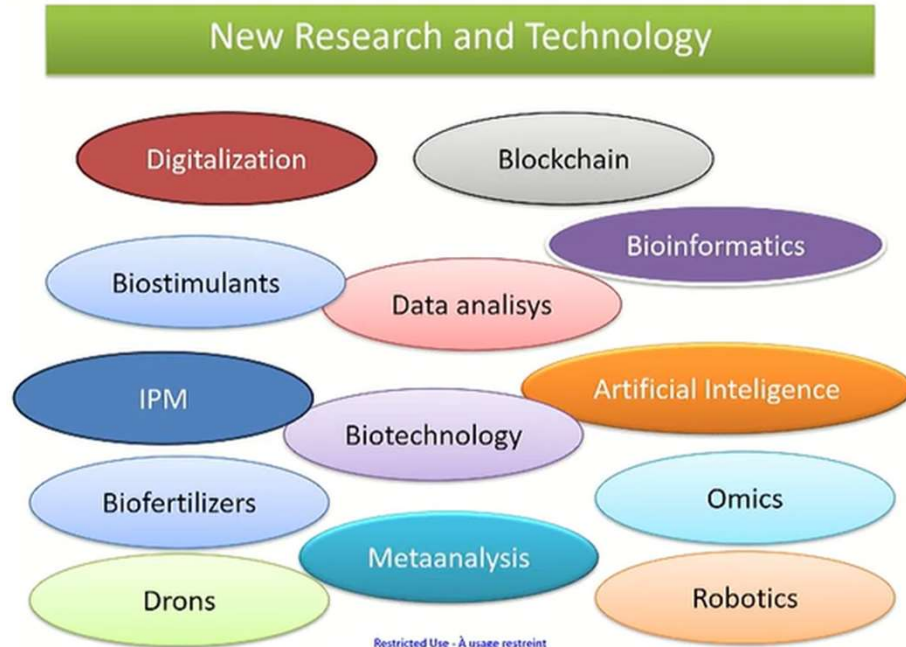 New Research and Technology
Digitalization
Blockchain
Bioinformatics
Biostimulants
Data analisys
IPM
Artificial Inteligence
Biotechnology
Biofertilizers
Omics
Metaanalysis
Drons
Robotics
Restricted Use - À usage restreint